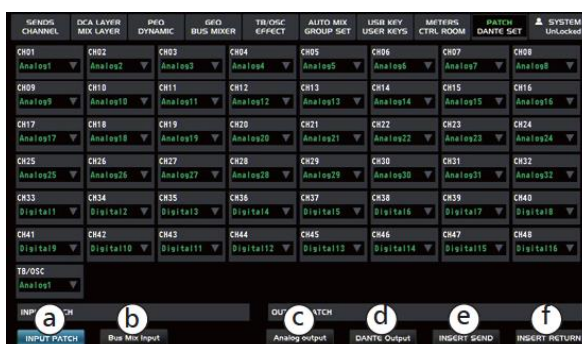 SENDS DCA LAYER PEQ GEQ TB/OSC AUTO MIX USB KEY METERS PATCH SYSTEM
CHANNEL MIX LAYER DYNAMIC BUS MIXER EFFECT GROUP SET USER KEYS CTRL ROOM DANTE SET UnLocked
CH01 CH02 CH03 CH04 CH05 CH06 CH07 CH08
Analog1 Analog2 Analog3 Analog4 Analog5 Analog6 Analog7 Analog8
CH09 CH10 CH11 CH12 CH13 CH14 CH15 CH16
Analog9 Analog10 Analog11 Analog12 Analog13 Analog14 Analog15 Analog16
CH17 CH18 CH19 CH20 CH21 CH22 CH23 CH24
Analog17 Analog18 Analog19 Analog20 Analog21 Analog22 Analog23 Analog24
CH25 CH26 CH27 CH28 CH29 CH30 CH31 CH32
Analog25 Analog26 Analog27 Analog28 Analog29 Analog30 Analog31 Analog32
CH33 CH34 CH35 CH36 CH37 CH38 CH39 CH40
Digital1 Digital2 Digital3 Digital4 Digital5 Digital6 Digital7 Digital8
CH41 CH42 CH43 CH44 CH45 CH46 CH47 CH48
Digital9 Digital10 Digital11 Digital12 Digital13 Digital14 Digital15 Digital16
TB/OSC
Analog1
a b c d e f
INPUT PATCH Bus Mix Input Analog output DANTE Output INSERT SEND INSERT RETURN